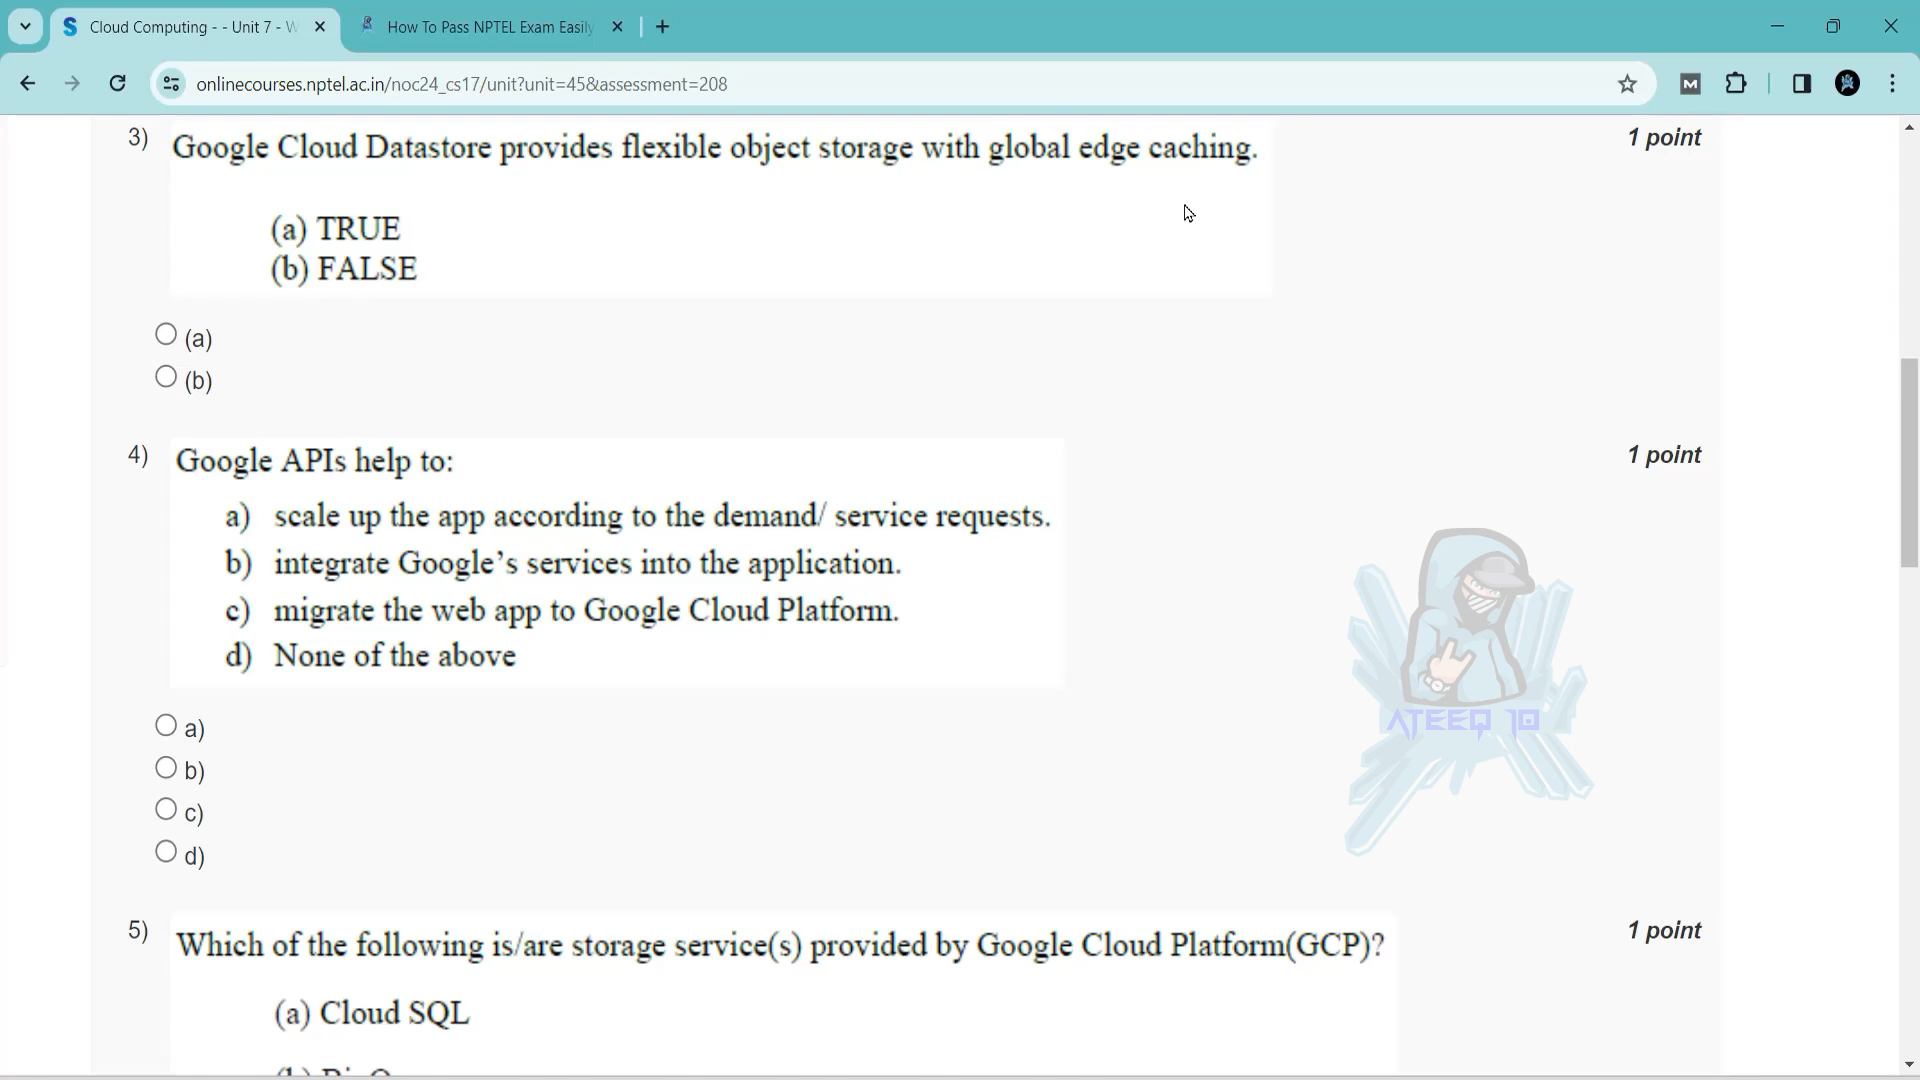 Cloud Computing - - Unit 7 - W
How To Pass NPTEL Exam Easily
onlinecourses.nptel.ac.in/noc24_cs17/unit?unit=45&assessment=208
3) Google Cloud Datastore provides flexible object storage with global edge caching. 1 point
(a) TRUE
(b) FALSE
(a)
(b)
4) Google APIs help to: 1 point
a) scale up the app according to the demand/ service requests.
b) integrate Google’s services into the application.
c) migrate the web app to Google Cloud Platform.
d) None of the above
ATEEQ 10
a)
b)
c)
d)
5) Which of the following is/are storage service(s) provided by Google Cloud Platform(GCP)? 1 point
(a) Cloud SQL